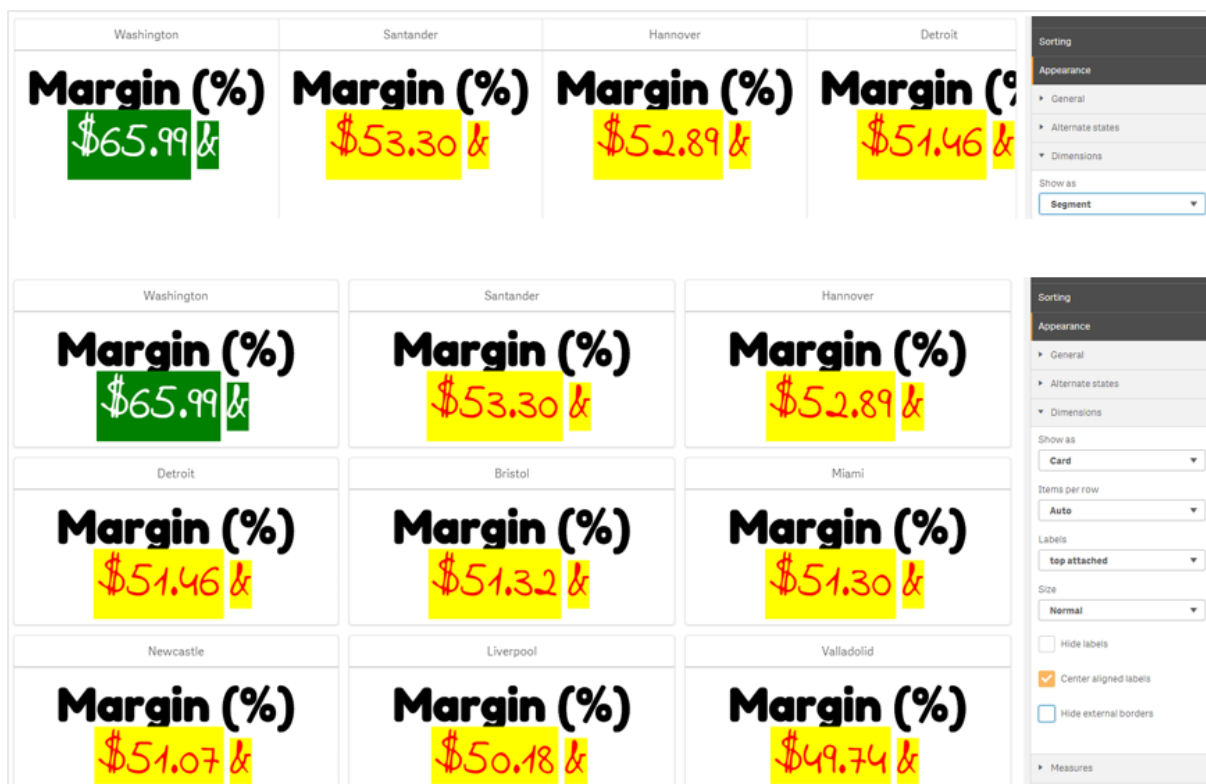 Washington Santander Hannover Detroit
Margin (%) Margin (%) Margin (%) Margin (%
$65.99 & $53.30 & $52.89 & $51.46 &
Sorting
Appearance
General
Alternate states
Dimensions
Show as
Segment
Washington Santander Hannover
Margin (%) Margin (%) Margin (%)
$65.99 & $53.30 & $52.89 &
Detroit Bristol Miami
Margin (%) Margin (%) Margin (%)
$51.46 & $51.32 & $51.30 &
Newcastle Liverpool Valladolid
Margin (%) Margin (%) Margin (%)
$51.07 & $50.18 & $49.74 &
Sorting
Appearance
General
Alternate states
Dimensions
Show as
Card
Items per row
Auto
Labels
top attached
Size
Normal
Hide labels
Center aligned labels
Hide external borders
Measures